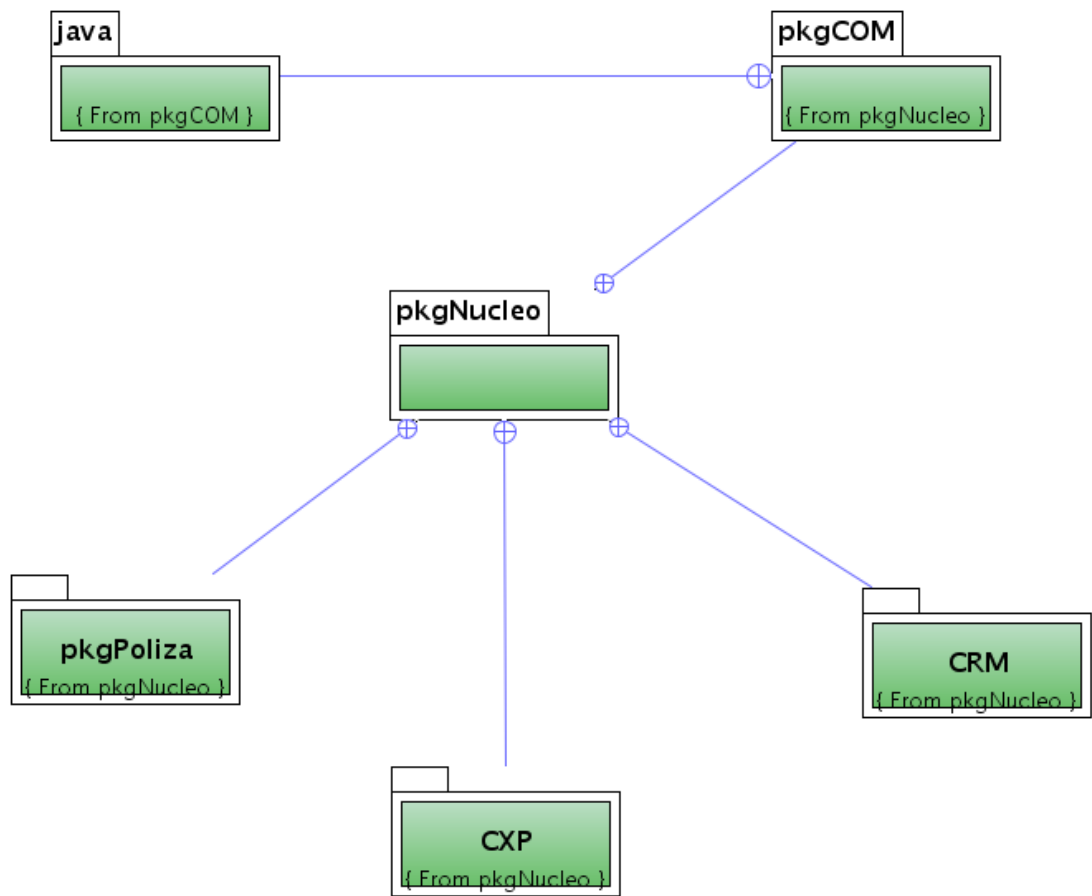 java
{ From pkgCOM }
pkgCOM
{ From pkgNucleo }
pkgNucleo
pkgPoliza
{ From pkgNucleo }
CRM
{ From pkgNucleo }
CXP
{ From pkgNucleo }